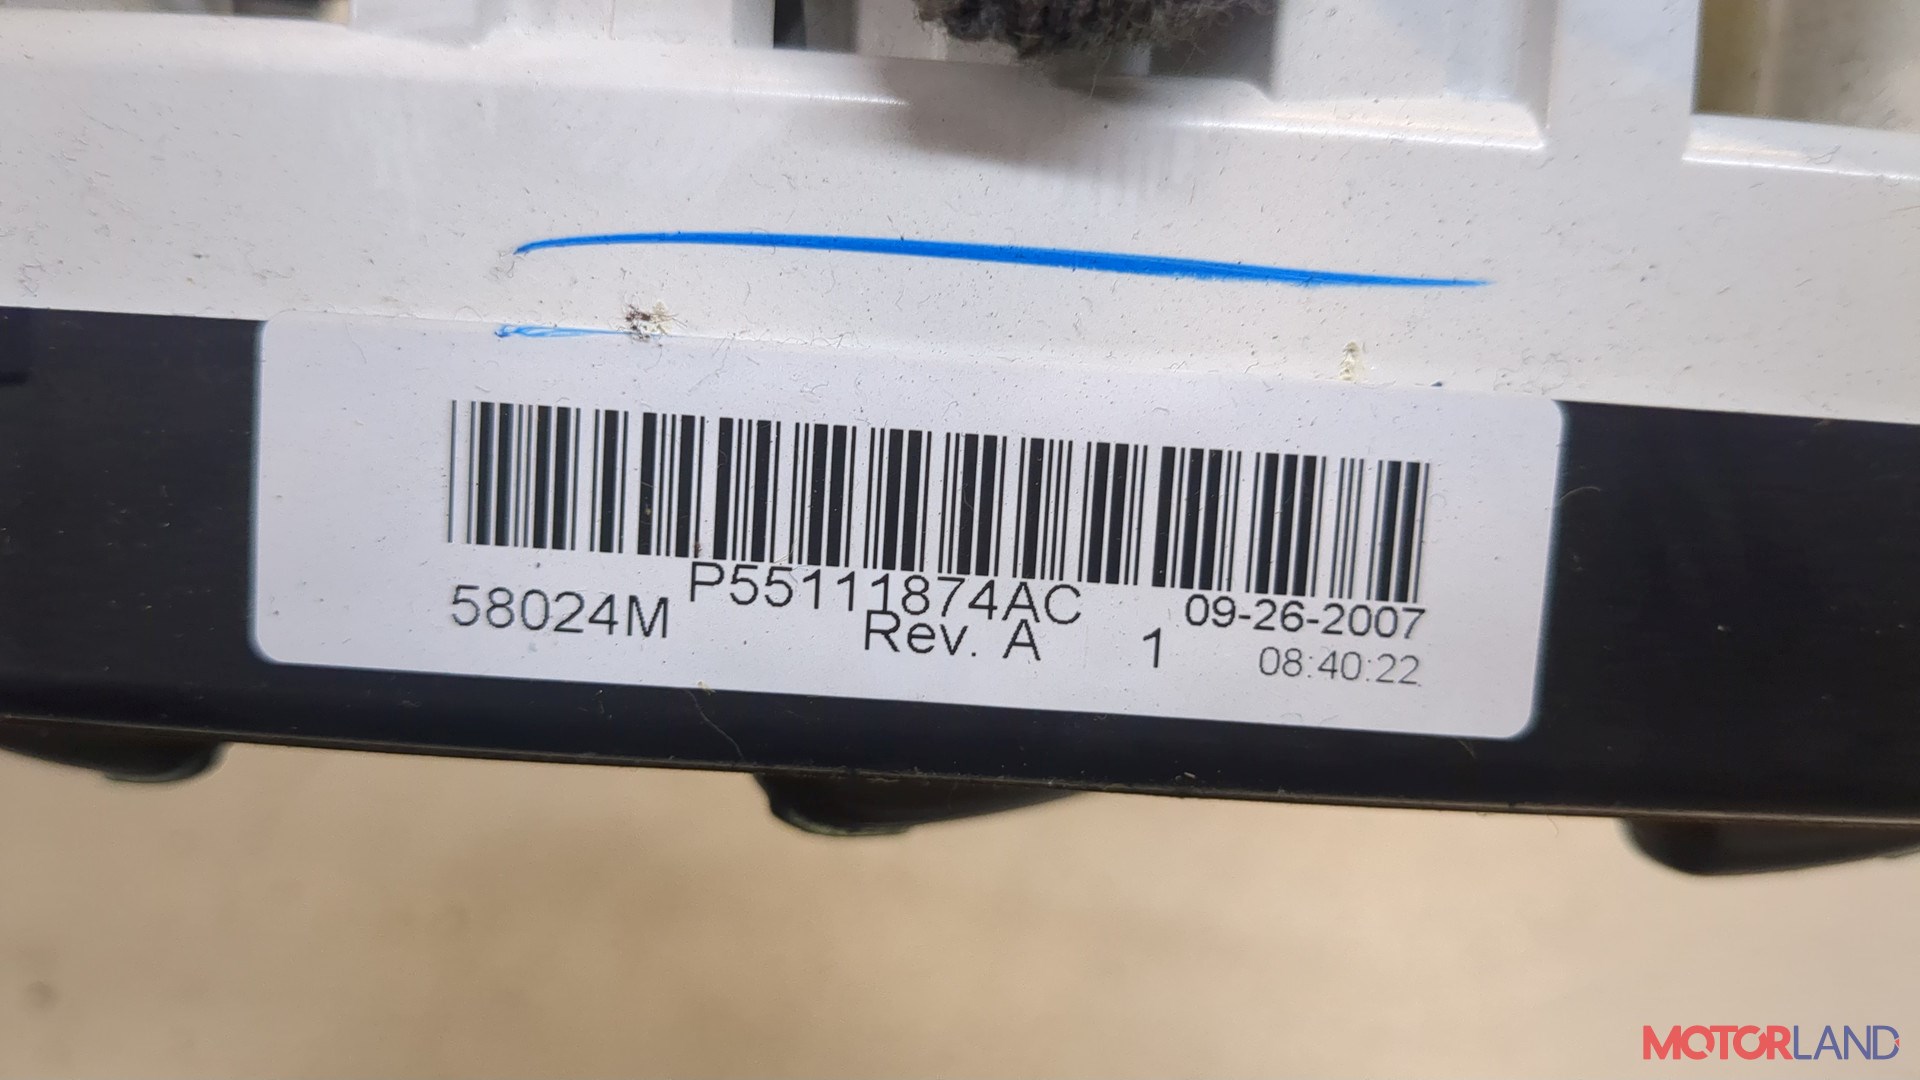 P55111874AC
58024M
Rev. A
1
09-26-2007
08:40:22
MOTORLAND